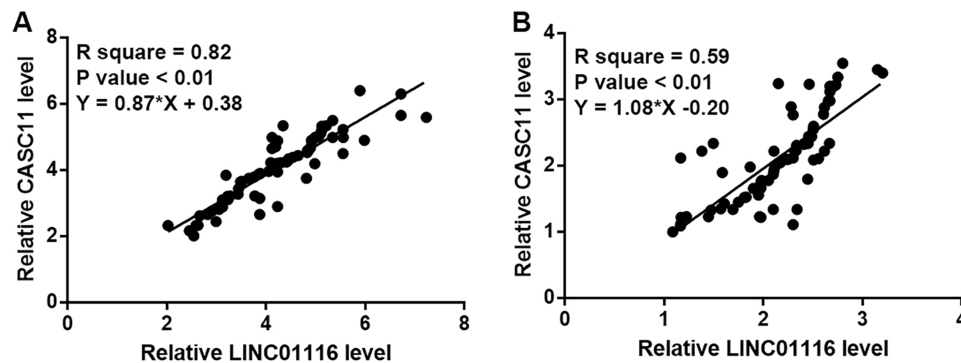 A
R square = 0.82
P value < 0.01
Y = 0.87*X + 0.38
Relative CASC11 level
8
6
4
2
0
0 2 4 6 8
Relative LINC01116 level
B
R square = 0.59
P value < 0.01
Y = 1.08*X -0.20
Relative CASC11 level
4
3
2
1
0
0 1 2 3 4
Relative LINC01116 level